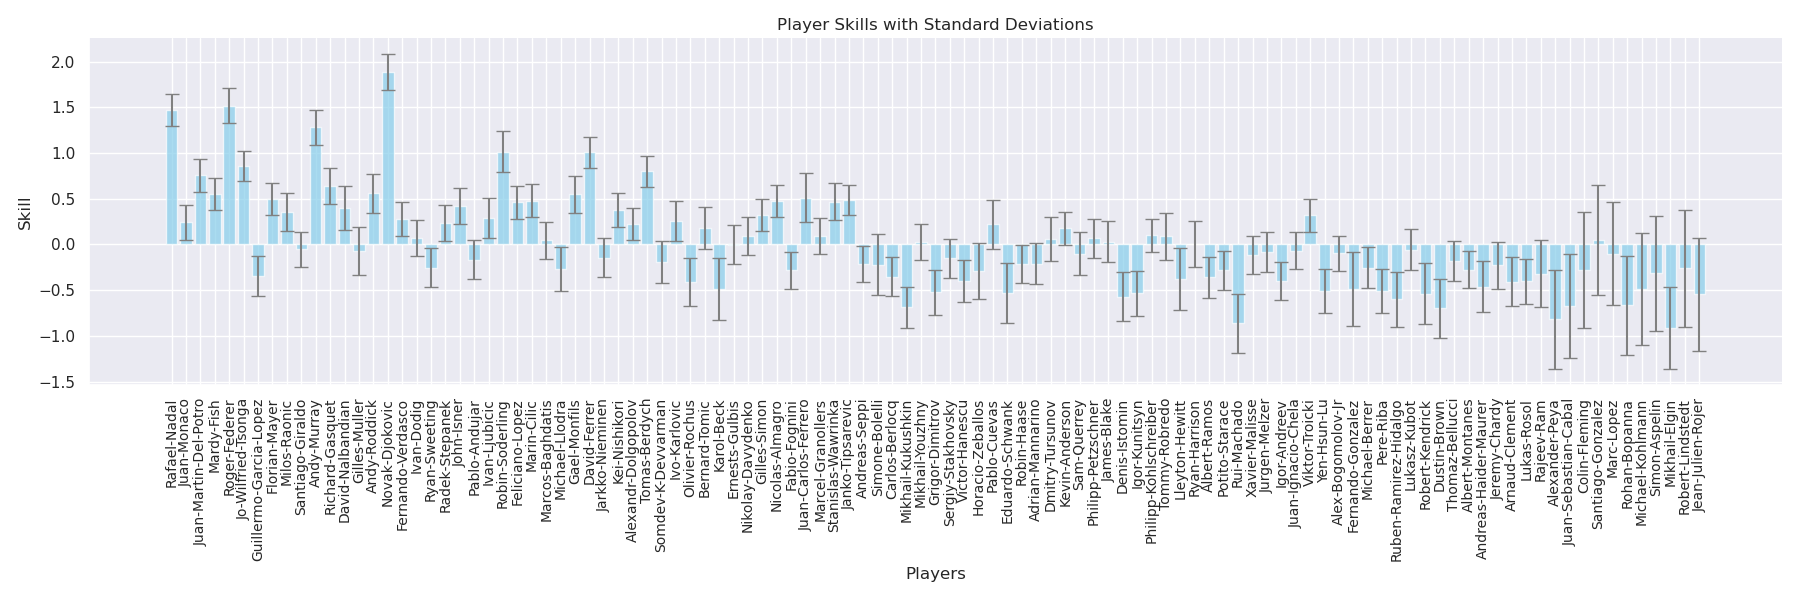 Player Skills with Standard Deviations
Skill
2.0
1.5
1.0
0.5
0.0
−0.5
−1.0
−1.5
Rafael-Nadal
Juan-Monaco
Juan-Martin-Del-Potro
Mardy-Fish
Roger-Federer
Jo-Wilfried-Tsonga
Guillermo-Garcia-Lopez
Florian-Mayer
Milos-Raonic
Santiago-Giraldo
Andy-Murray
Richard-Gasquet
David-Nalbandian
Gilles-Muller
Andy-Roddick
Novak-Djokovic
Fernando-Verdasco
Ivan-Dodig
Ryan-Sweeting
Radek-Stepanek
John-Isner
Pablo-Andujar
Ivan-Ljubicic
Robin-Soderling
Feliciano-Lopez
Marin-Cilic
Marcos-Baghdatis
Michael-Llodra
Gael-Monfils
David-Ferrer
Jarkko-Nieminen
Kei-Nishikori
Alexandr-Dolgopolov
Tomas-Berdych
Somdev-K-Devvarman
Ivo-Karlovic
Olivier-Rochus
Bernard-Tomic
Karol-Beck
Ernests-Gulbis
Nikolay-Davydenko
Gilles-Simon
Nicolas-Almagro
Fabio-Fognini
Juan-Carlos-Ferrero
Marcel-Granollers
Stanislas-Wawrinka
Janko-Tipsarevic
Andreas-Seppi
Simone-Bolelli
Carlos-Berlocq
Mikhail-Kukushkin
Mikhail-Youzhny
Grigor-Dimitrov
Sergiy-Stakhovsky
Victor-Hanescu
Horacio-Zeballos
Pablo-Cuevas
Eduardo-Schwank
Robin-Haase
Adrian-Mannarino
Dmitry-Tursunov
Kevin-Anderson
Sam-Querrey
Philipp-Petzschner
James-Blake
Denis-Istomin
Igor-Kunitsyn
Philipp-Kohlschreiber
Tommy-Robredo
Lleyton-Hewitt
Ryan-Harrison
Albert-Ramos
Potito-Starace
Rui-Machado
Xavier-Malisse
Jurgen-Melzer
Igor-Andreev
Juan-Ignacio-Chela
Viktor-Troicki
Yen-Hsun-Lu
Alex-Bogomolov-Jr
Fernando-Gonzalez
Michael-Berrer
Pere-Riba
Ruben-Ramirez-Hidalgo
Lukasz-Kubot
Robert-Kendrick
Dustin-Brown
Thomaz-Bellucci
Albert-Montanes
Andreas-Haider-Maurer
Jeremy-Chardy
Arnaud-Clement
Lukas-Rosol
Rajeev-Ram
Alexander-Peya
Juan-Sebastian-Cabal
Colin-Fleming
Santiago-Gonzalez
Marc-Lopez
Rohan-Bopanna
Michael-Kohlmann
Simon-Aspelin
Mikhail-Elgin
Robert-Lindstedt
Jean-Julien-Rojer
Players